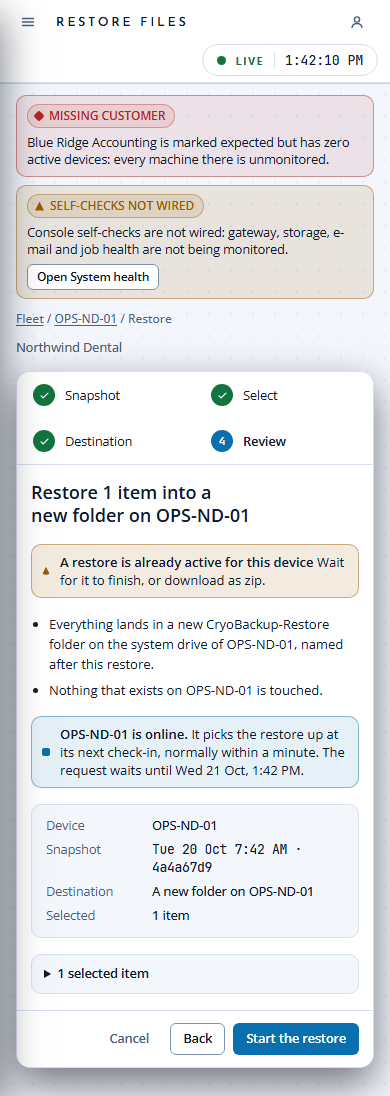 RESTORE FILES
LIVE 1:42:10 PM
MISSING CUSTOMER
Blue Ridge Accounting is marked expected but has zero
active devices: every machine there is unmonitored.
SELF-CHECKS NOT WIRED
Console self-checks are not wired: gateway, storage, e-
mail and job health are not being monitored.
Open System health
Fleet / OPS-ND-01 / Restore
Northwind Dental
Snapshot
Select
Destination
4 Review
Restore 1 item into a
new folder on OPS-ND-01
A restore is already active for this device Wait
for it to finish, or download as zip.
• Everything lands in a new CryoBackup-Restore
folder on the system drive of OPS-ND-01, named
after this restore.
• Nothing that exists on OPS-ND-01 is touched.
OPS-ND-01 is online. It picks the restore up at
its next check-in, normally within a minute. The
request waits until Wed 21 Oct, 1:42 PM.
Device OPS-ND-01
Snapshot Tue 20 Oct 7:42 AM ·
4a4a67d9
Destination A new folder on OPS-ND-01
Selected 1 item
1 selected item
Cancel
Back
Start the restore